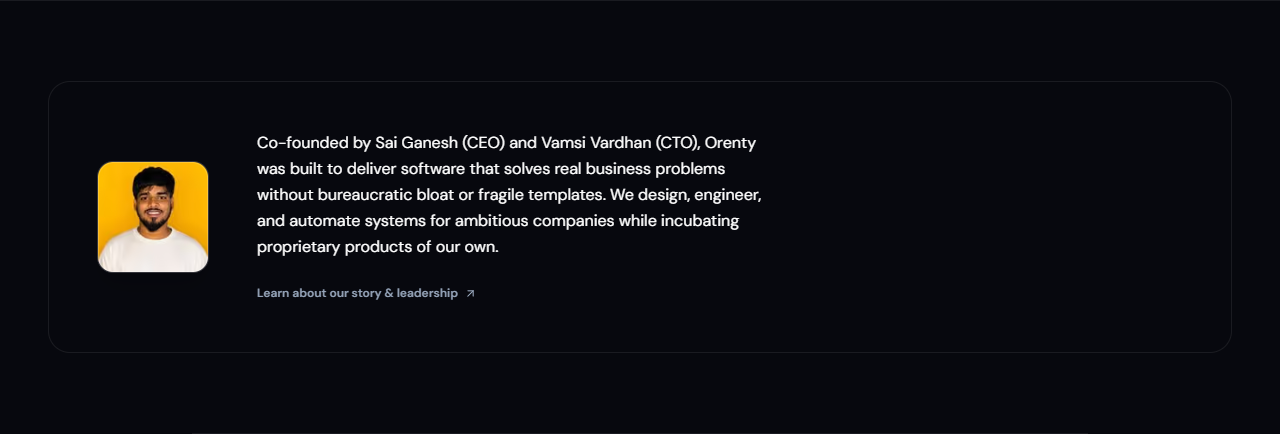 Co-founded by Sai Ganesh (CEO) and Vamsi Vardhan (CTO), Orenty
was built to deliver software that solves real business problems
without bureaucratic bloat or fragile templates. We design, engineer,
and automate systems for ambitious companies while incubating
proprietary products of our own.
Learn about our story & leadership